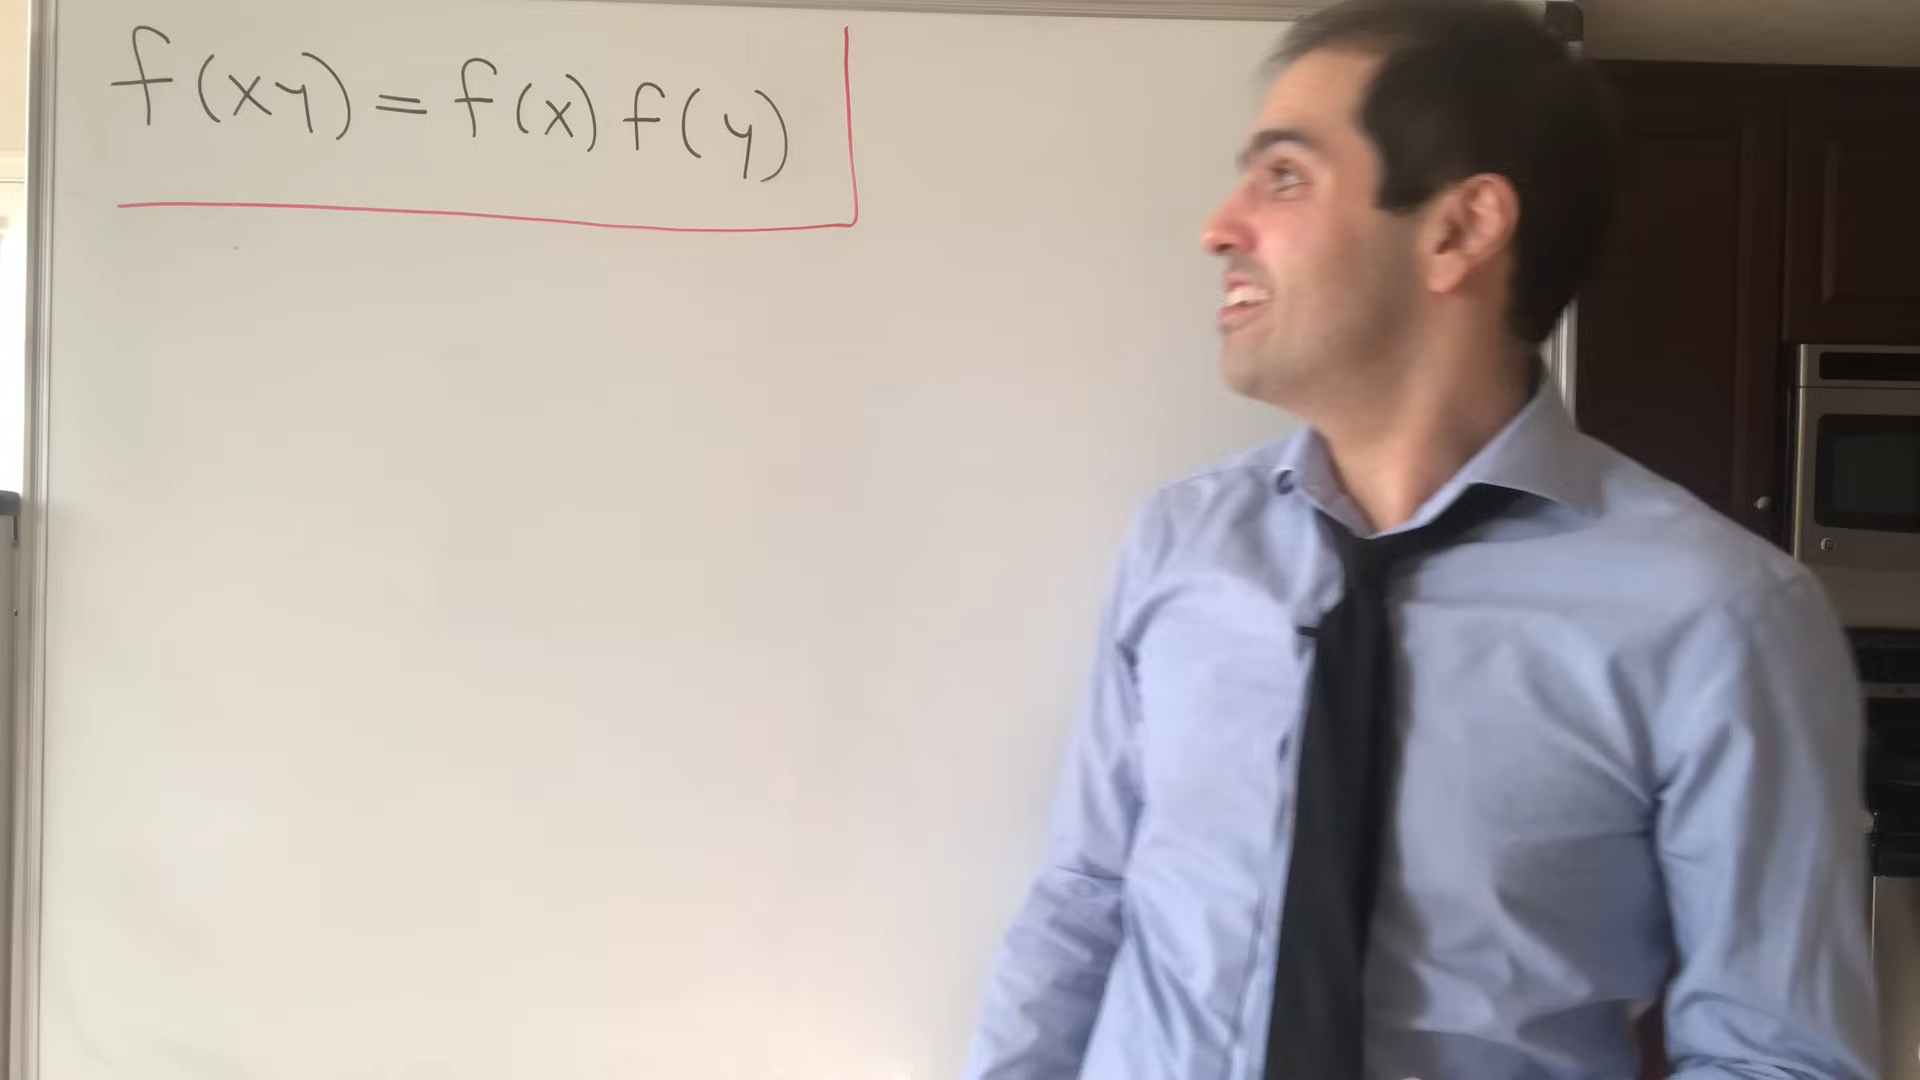 f(xy) = f(x) f(y)